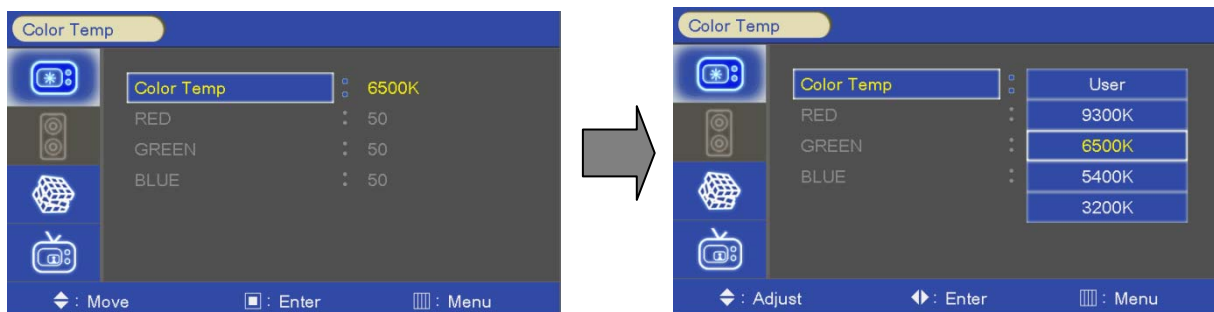 Color Temp
Color Temp : 6500K
RED : 50
GREEN : 50
BLUE : 50
: Move : Enter : Menu
Color Temp
Color Temp : User
RED : 9300K
GREEN : 6500K
BLUE : 5400K
3200K
: Adjust : Enter : Menu